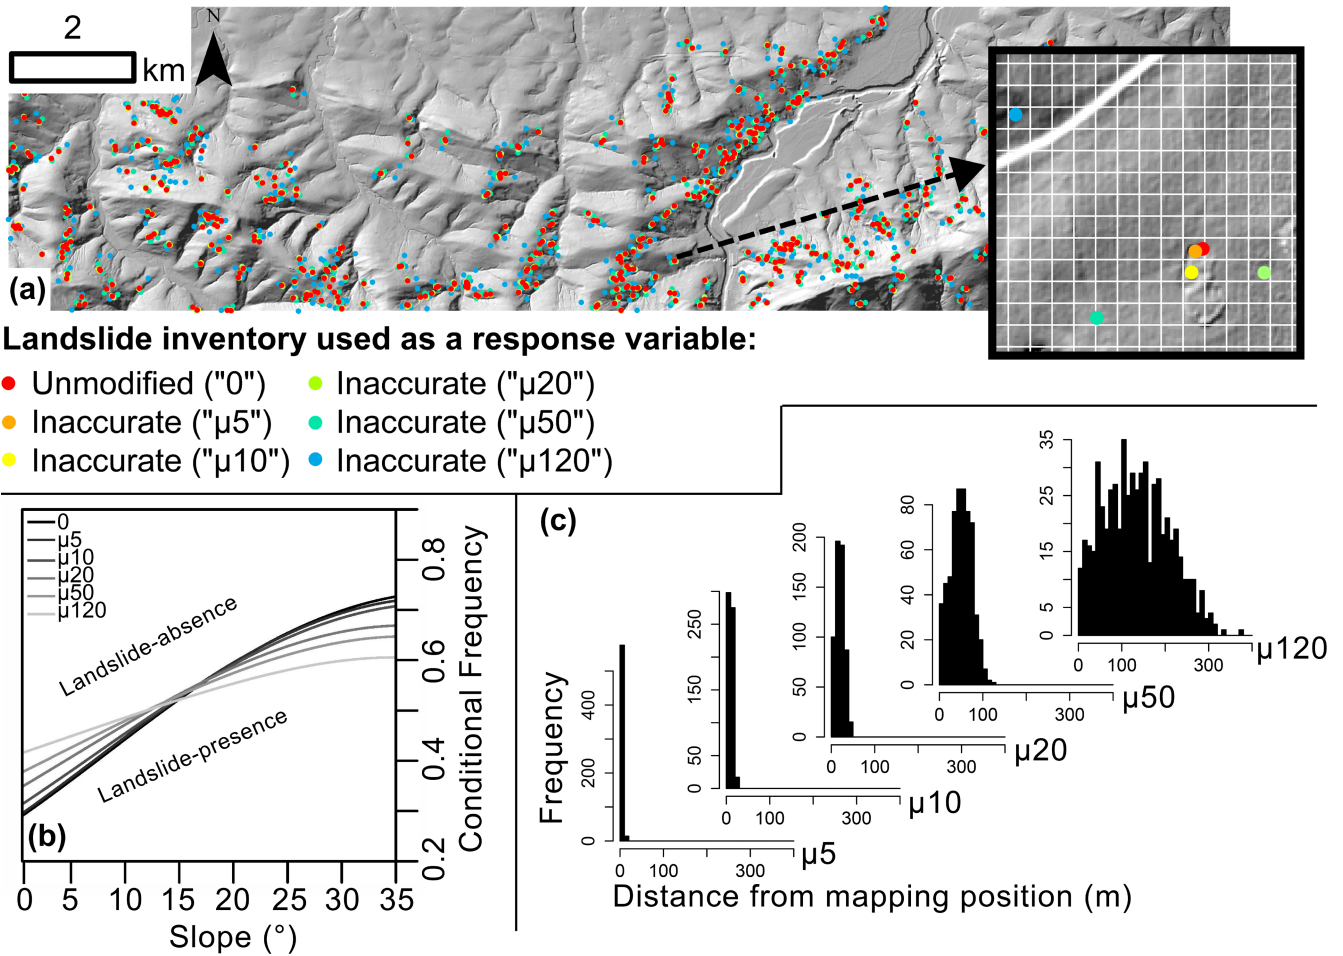 2
km
N
(a)
Landslide inventory used as a response variable:
Unmodified ("0")
Inaccurate ("μ20")
Inaccurate ("μ5")
Inaccurate ("μ50")
Inaccurate ("μ10")
Inaccurate ("μ120")
0
μ5
μ10
μ20
μ50
μ120
Landslide-absence
Landslide-presence
(b)
0.8
0.6
0.4
0.2
Conditional Frequency
0 5 10 15 20 25 30 35
Slope (°)
(c)
Frequency
400
200
0
0 100 300
μ5
250
150
50
0
0 100 300
μ10
200
150
100
50
0
0 100 300
μ20
80
60
40
20
0
0 100 300
μ50
35
25
15
5
0
0 100 300
μ120
Distance from mapping position (m)